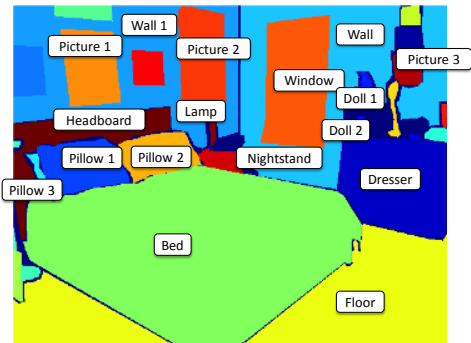 Wall 1
Wall
Picture 1
Picture 2
Picture 3
Window
Doll 1
Lamp
Headboard
Doll 2
Pillow 1
Pillow 2
Nightstand
Pillow 3
Dresser
Bed
Floor